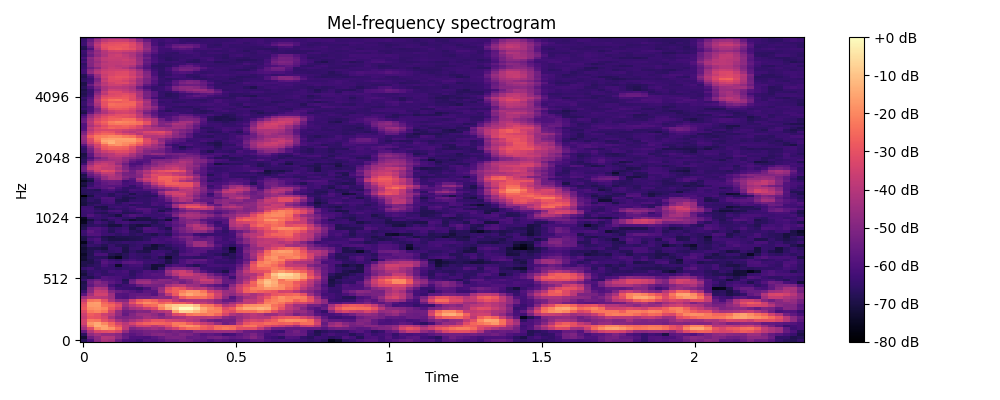 Mel-frequency spectrogram
Hz
4096
2048
1024
512
0
0
0.5
1
1.5
2
Time
+0 dB
-10 dB
-20 dB
-30 dB
-40 dB
-50 dB
-60 dB
-70 dB
-80 dB